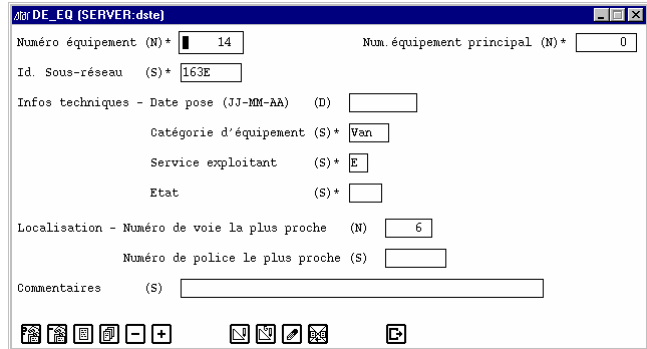 DE_EQ (SERVER:dste)
Numéro équipement (N)* 14 Num.équipement principal (N)* 0
Id. Sous-réseau (S)* 163E
Infos techniques - Date pose (JJ-MM-AA) (D)
Catégorie d'équipement (S)* Van
Service exploitant (S)* E
Etat (S)*
Localisation - Numéro de voie la plus proche (N) 6
Numéro de police le plus proche (S)
Commentaires (S)